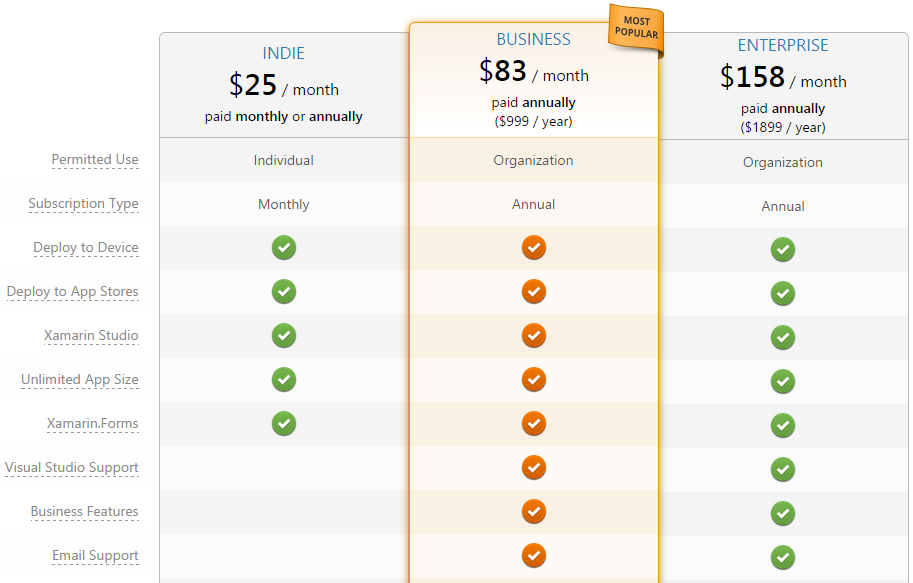 MOST
POPULAR
INDIE
$25 / month
paid monthly or annually
BUSINESS
$83 / month
paid annually
($999 / year)
ENTERPRISE
$158 / month
paid annually
($1899 / year)
Permitted Use Individual Organization Organization
Subscription Type Monthly Annual Annual
Deploy to Device
Deploy to App Stores
Xamarin Studio
Unlimited App Size
Xamarin.Forms
Visual Studio Support
Business Features
Email Support